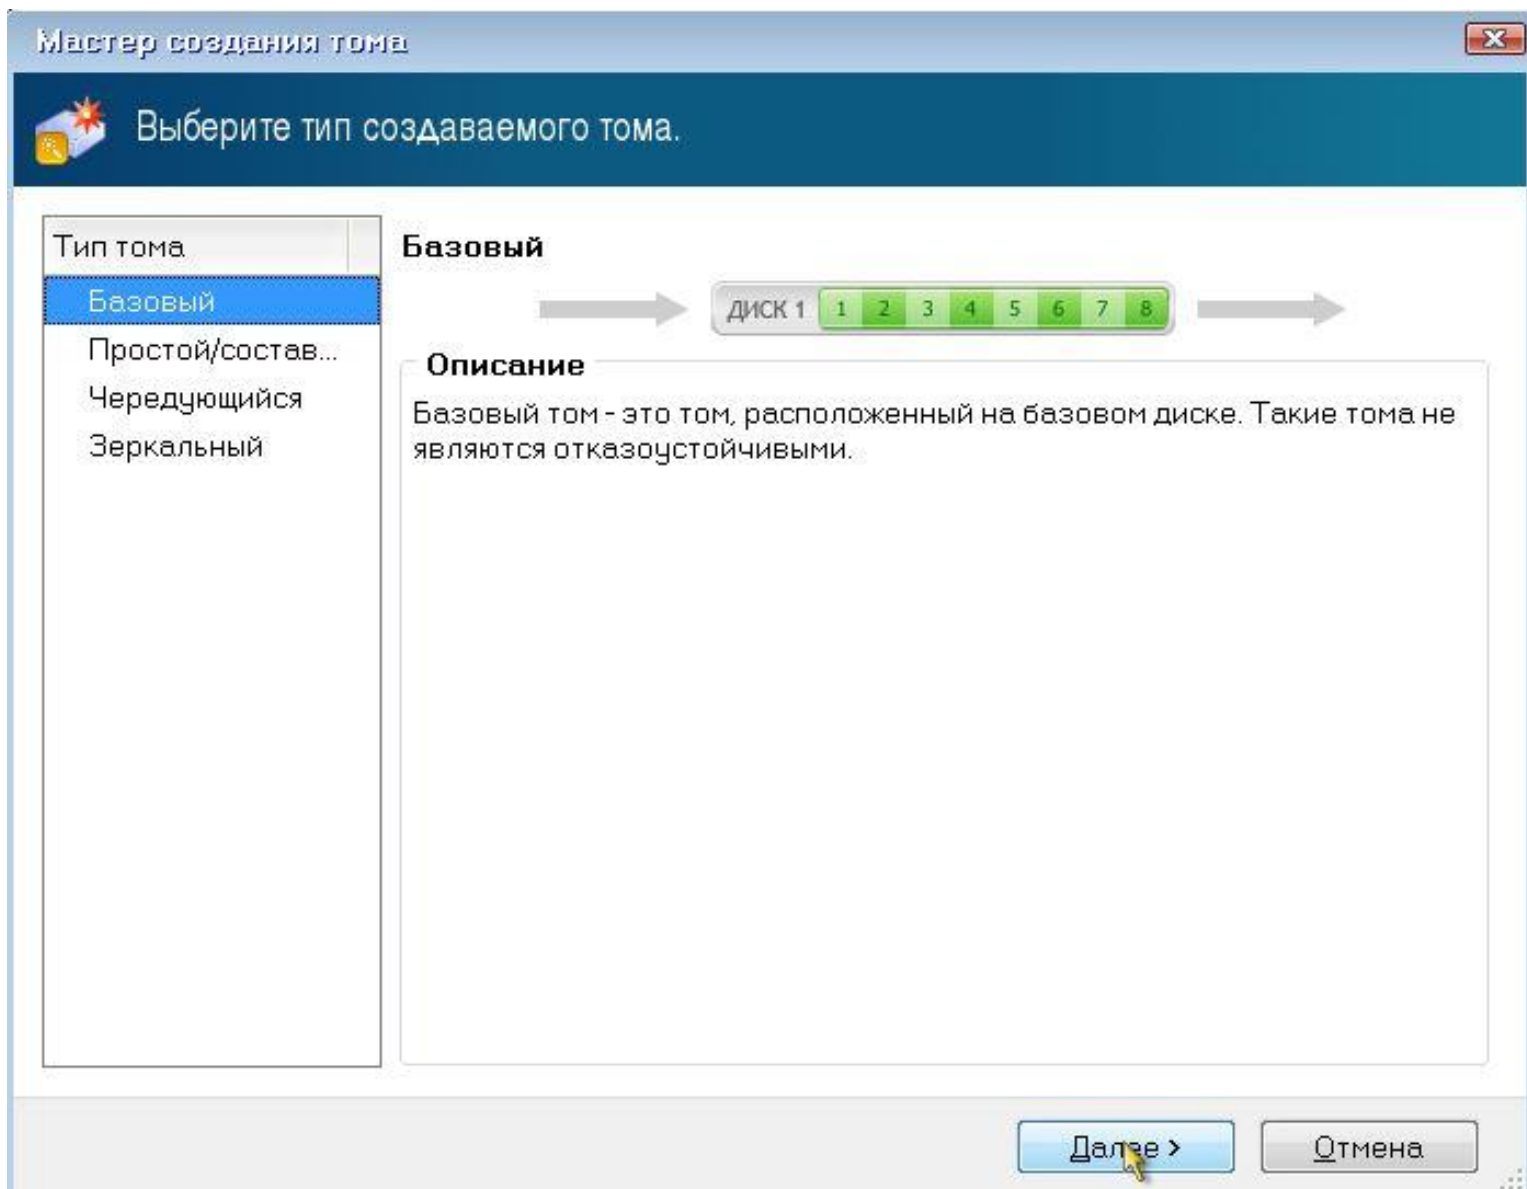 Мастер создания тома
Выберите тип создаваемого тома.
Тип тома
Базовый
Простой/состав...
Чередующийся
Зеркальный
Базовый
ДИСК 1 1 2 3 4 5 6 7 8
Описание
Базовый том - это том, расположенный на базовом диске. Такие тома не
являются отказоустойчивыми.
Далее >
Отмена